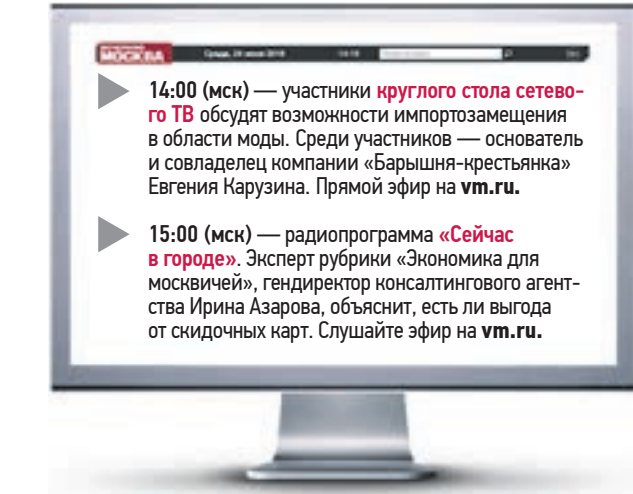 МОСКВА
14:00 (мск) — участники круглого стола сетево-
го ТВ обсудят возможности импортозамещения
в области моды. Среди участников — основатель
и совладелец компании «Барышня-крестьянка»
Евгения Карузина. Прямой эфир на vm.ru.
15:00 (мск) — радиопрограмма «Сейчас
в городе». Эксперт рубрики «Экономика для
москвичей», гендиректор консалтингового агент-
ства Ирина Азарова, объяснит, есть ли выгода
от скидочных карт. Слушайте эфир на vm.ru.